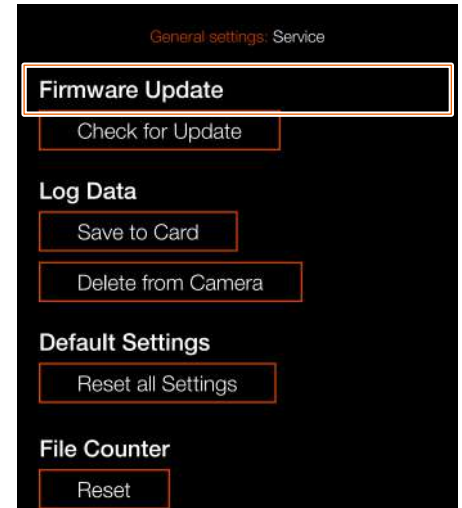 General settings: Service
Firmware Update
Check for Update
Log Data
Save to Card
Delete from Camera
Default Settings
Reset all Settings
File Counter
Reset